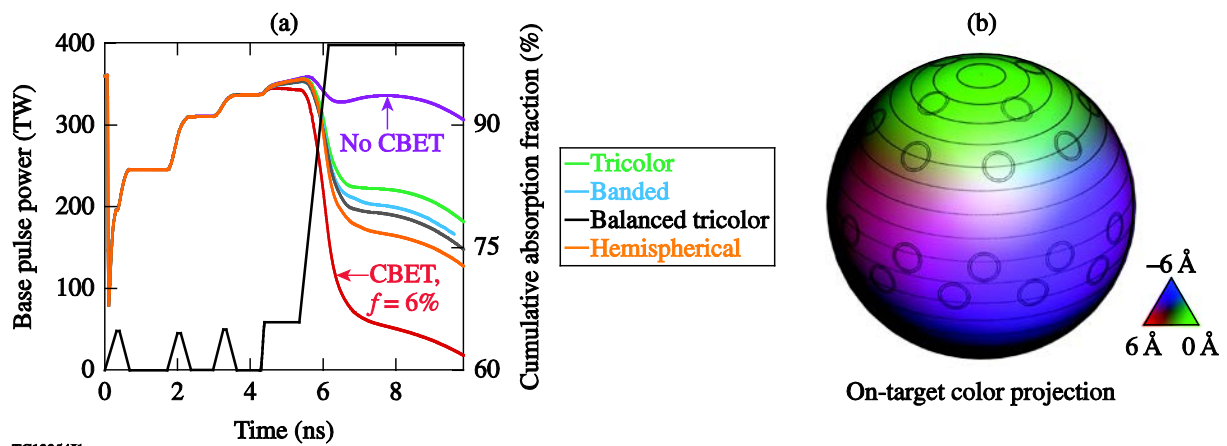 (a)
Base pulse power (TW)
400
300
200
100
0
0 2 4 6 8
Time (ns)
No CBET
CBET,
f = 6%
90
75
60
Cumulative absorption fraction (%)
Tricolor
Banded
Balanced tricolor
Hemispherical
(b)
–6 Å
6 Å 0 Å
On-target color projection